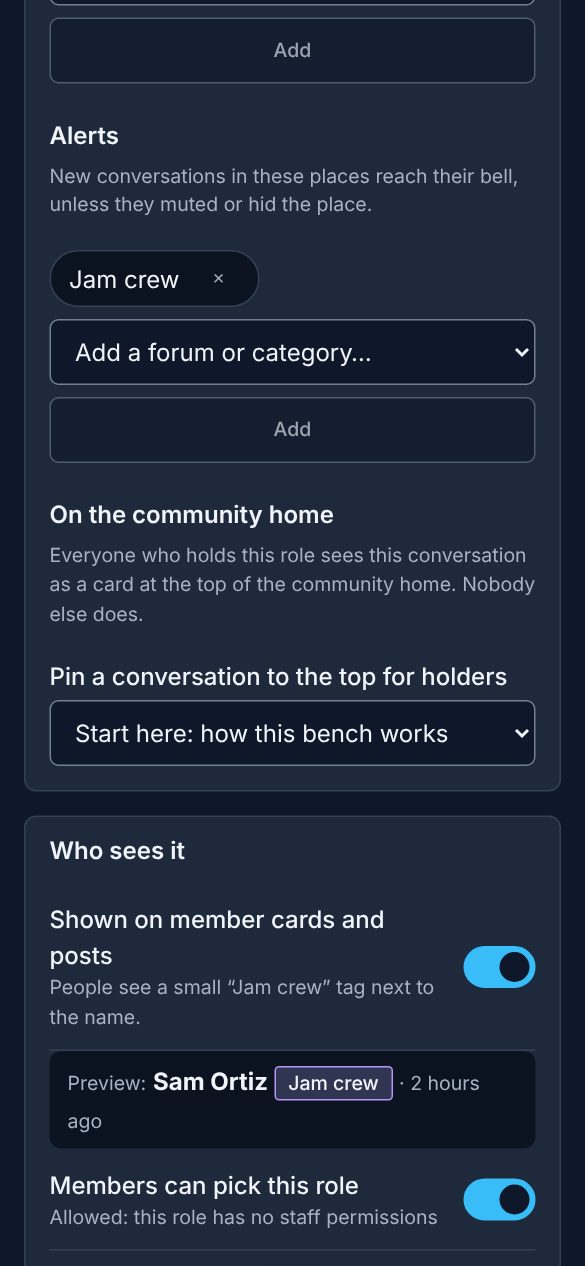 Add
Alerts
New conversations in these places reach their bell,
unless they muted or hid the place.
Jam crew ×
Add a forum or category...
Add
On the community home
Everyone who holds this role sees this conversation
as a card at the top of the community home. Nobody
else does.
Pin a conversation to the top for holders
Start here: how this bench works
Who sees it
Shown on member cards and
posts
People see a small “Jam crew” tag next to
the name.
Preview: Sam Ortiz Jam crew · 2 hours
ago
Members can pick this role
Allowed: this role has no staff permissions